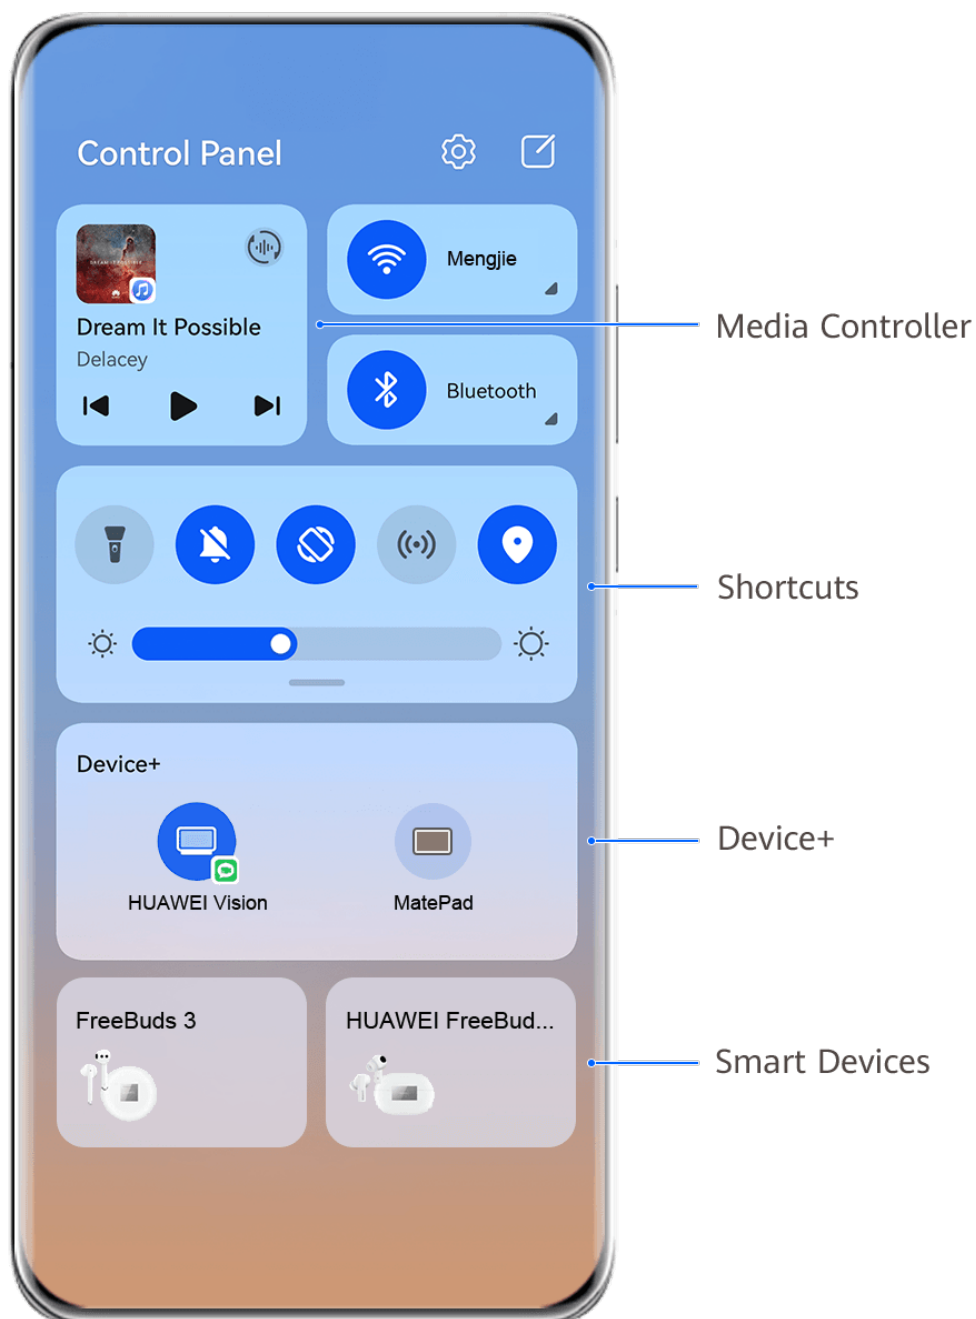 Control Panel
Dream It Possible
Delacey
Mengjie
Bluetooth
Media Controller
Shortcuts
Device+
HUAWEI Vision
MatePad
Device+
FreeBuds 3
HUAWEI FreeBud...
Smart Devices